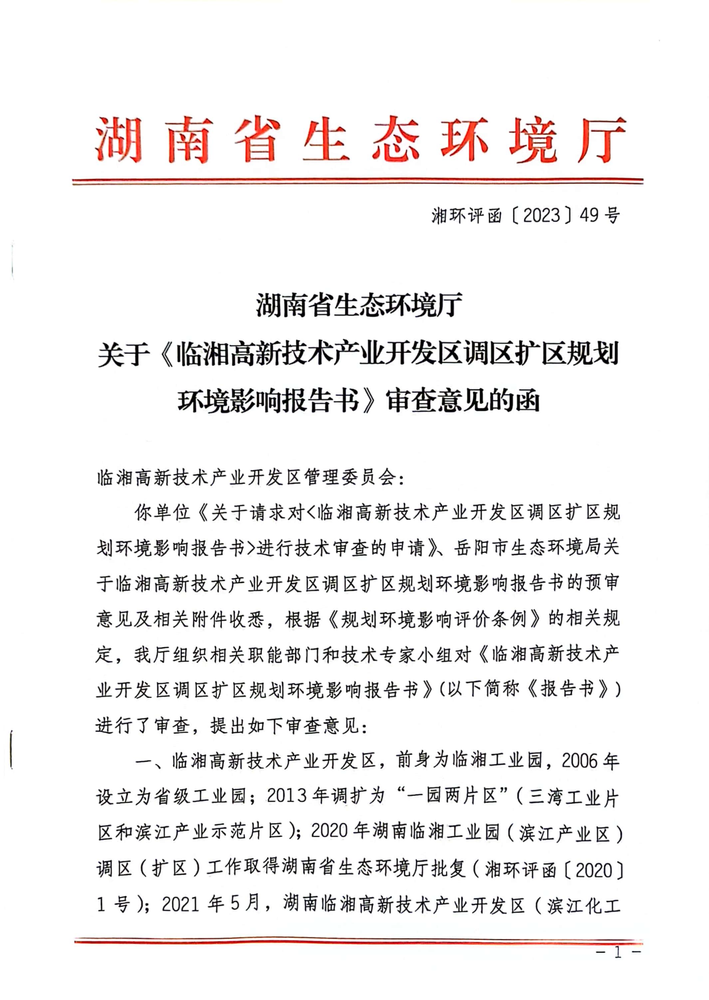 湖南省生态环境厅
湘环评函〔2023〕49号
湖南省生态环境厅
关于《临湘高新技术产业开发区调区扩区规划
环境影响报告书》审查意见的函
临湘高新技术产业开发区管理委员会：
你单位《关于请求对<临湘高新技术产业开发区调区扩区规
划环境影响报告书>进行技术审查的申请》、岳阳市生态环境局关
于临湘高新技术产业开发区调区扩区规划环境影响报告书的预审
意见及相关附件收悉，根据《规划环境影响评价条例》的相关规
定，我厅组织相关职能部门和技术专家小组对《临湘高新技术产
业开发区调区扩区规划环境影响报告书》(以下简称《报告书》)
进行了审查，提出如下审查意见：
一、临湘高新技术产业开发区，前身为临湘工业园，2006年
设立为省级工业园；2013年调扩为“一园两片区”（三湾工业片
区和滨江产业示范片区）；2020年湖南临湘工业园（滨江产业区）
调区（扩区）工作取得湖南省生态环境厅批复（湘环评函〔2020〕
1号）；2021年5月，湖南临湘高新技术产业开发区（滨江化工
— 1 —